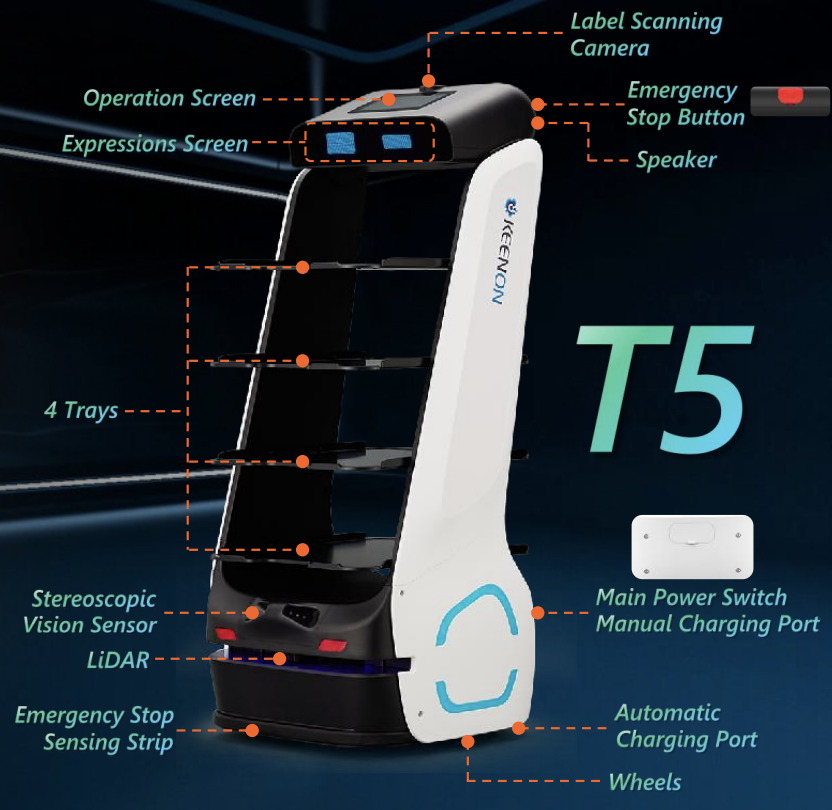 Label Scanning
Camera
Operation Screen
Emergency
Stop Button
Expressions Screen
Speaker
KEENON
T5
4 Trays
Stereoscopic
Vision Sensor
Main Power Switch
Manual Charging Port
LiDAR
Emergency Stop
Sensing Strip
Automatic
Charging Port
Wheels